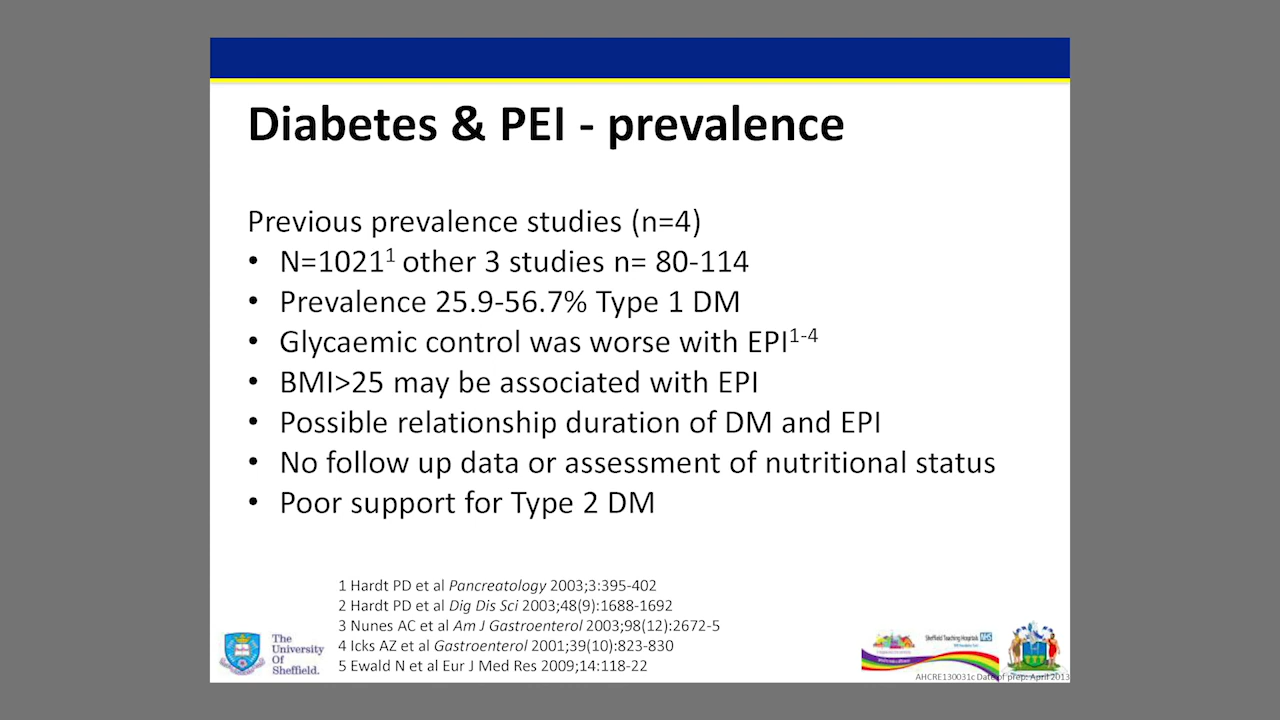 Diabetes & PEI - prevalence
Previous prevalence studies (n=4)
• N=1021¹ other 3 studies n= 80-114
• Prevalence 25.9-56.7% Type 1 DM
• Glycaemic control was worse with EPI¹⁻⁴
• BMI>25 may be associated with EPI
• Possible relationship duration of DM and EPI
• No follow up data or assessment of nutritional status
• Poor support for Type 2 DM
1 Hardt PD et al Pancreatology 2003;3:395-402
2 Hardt PD et al Dig Dis Sci 2003;48(9):1688-1692
3 Nunes AC et al Am J Gastroenterol 2003;98(12):2672-5
4 Icks AZ et al Gastroenterol 2001;39(10):823-830
5 Ewald N et al Eur J Med Res 2009;14:118-22
The
University
Of
Sheffield.
Sheffield Teaching Hospitals NHS
AHCRE130031c Date of prep: April 2013